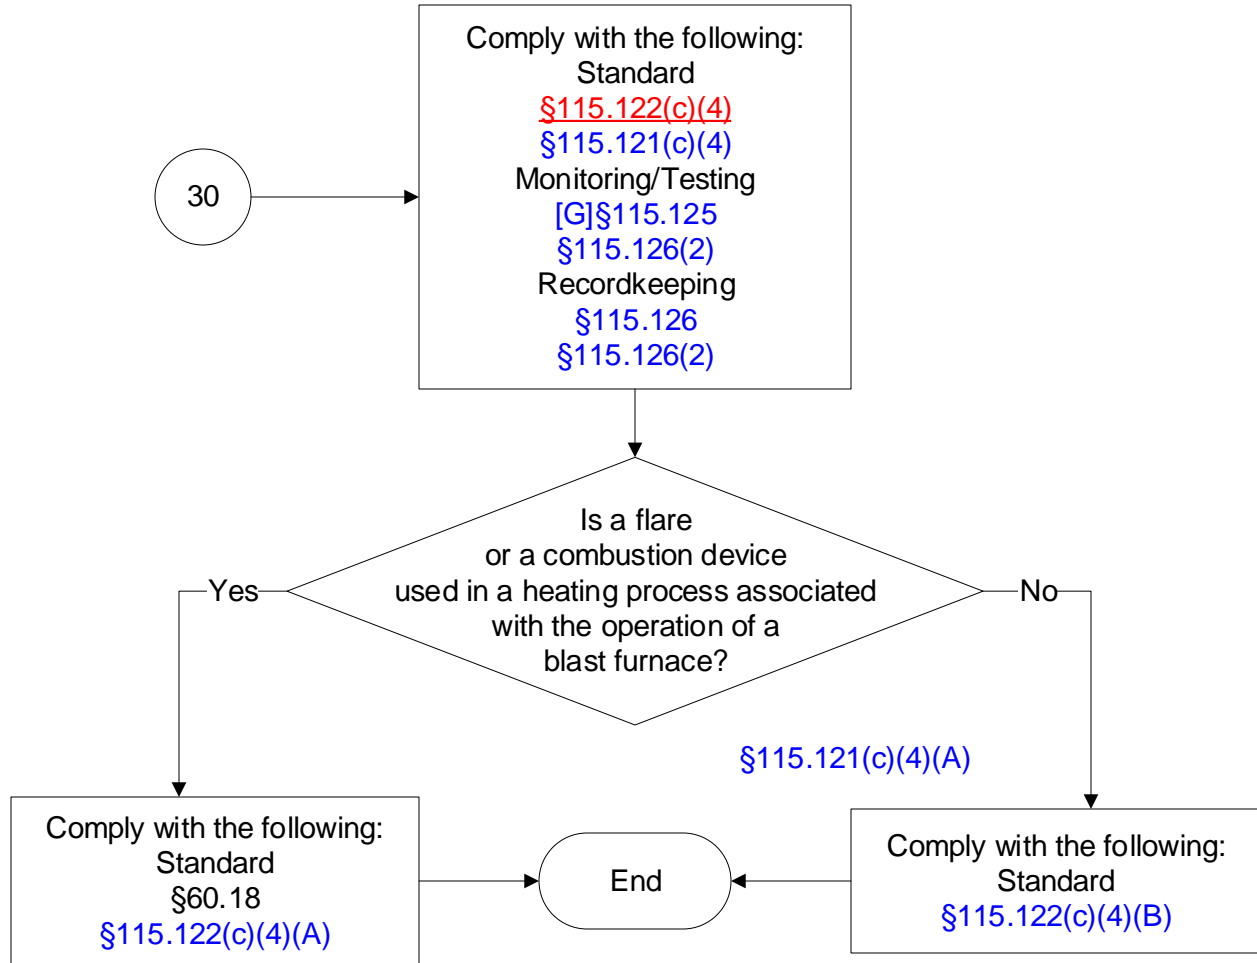 Comply with the following:
Standard
§115.122(c)(4)
§115.121(c)(4)
Monitoring/Testing
[G]§115.125
§115.126(2)
Recordkeeping
§115.126
§115.126(2)
30
Is a flare
or a combustion device
used in a heating process associated
with the operation of a
blast furnace?
Yes
No
§115.121(c)(4)(A)
Comply with the following:
Standard
§60.18
§115.122(c)(4)(A)
End
Comply with the following:
Standard
§115.122(c)(4)(B)